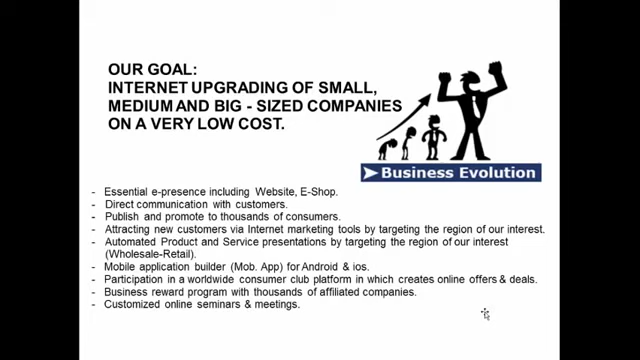 OUR GOAL:
INTERNET UPGRADING OF SMALL,
MEDIUM AND BIG - SIZED COMPANIES
ON A VERY LOW COST.
Business Evolution
- Essential e-presence including Website, E-Shop.
- Direct communication with customers.
- Publish and promote to thousands of consumers.
- Attracting new customers via Internet marketing tools by targeting the region of our interest.
- Automated Product and Service presentations by targeting the region of our interest
(Wholesale-Retail).
- Mobile application builder (Mob. App) for Android & ios.
- Participation in a worldwide consumer club platform in which creates online offers & deals.
- Business reward program with thousands of affiliated companies.
- Customized online seminars & meetings.